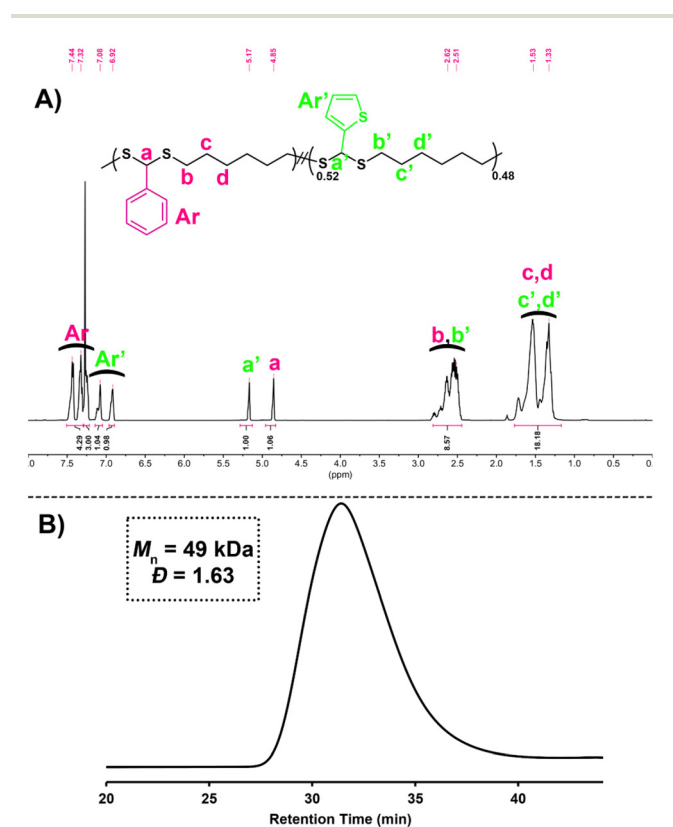 7.44
7.32
7.08
6.92
5.17
4.85
2.62
2.51
1.53
1.33
A)
Ar'
S
S a S c
b d
Ar
S a' S b' d'
c'
0.52
0.48
c,d
c',d'
Ar
Ar'
a' a
b,b'
4.29
3.00
1.04
0.98
1.00
1.06
8.57
18.18
.0 7.5 7.0 6.5 6.0 5.5 5.0 4.5 4.0 3.5 3.0 2.5 2.0 1.5 1.0 0.5 0.
(ppm)
B)
Mn = 49 kDa
Đ = 1.63
20 25 30 35 40
Retention Time (min)